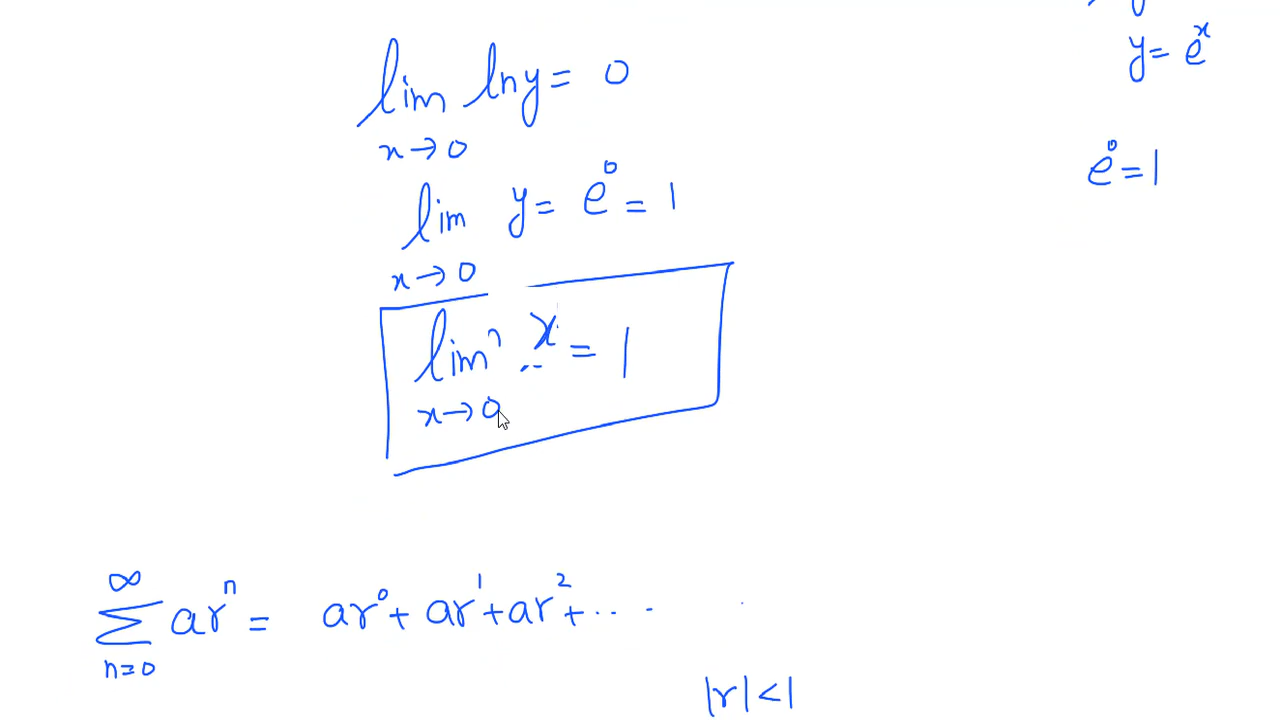 lim ln y = 0
x → 0
y = e^x
e^0 = 1
lim y = e^0 = 1
x → 0
lim x = 1
x → 0
∞
∑ ar^n = ar^0 + ar^1 + ar^2 + ...
n=0
|r| < 1